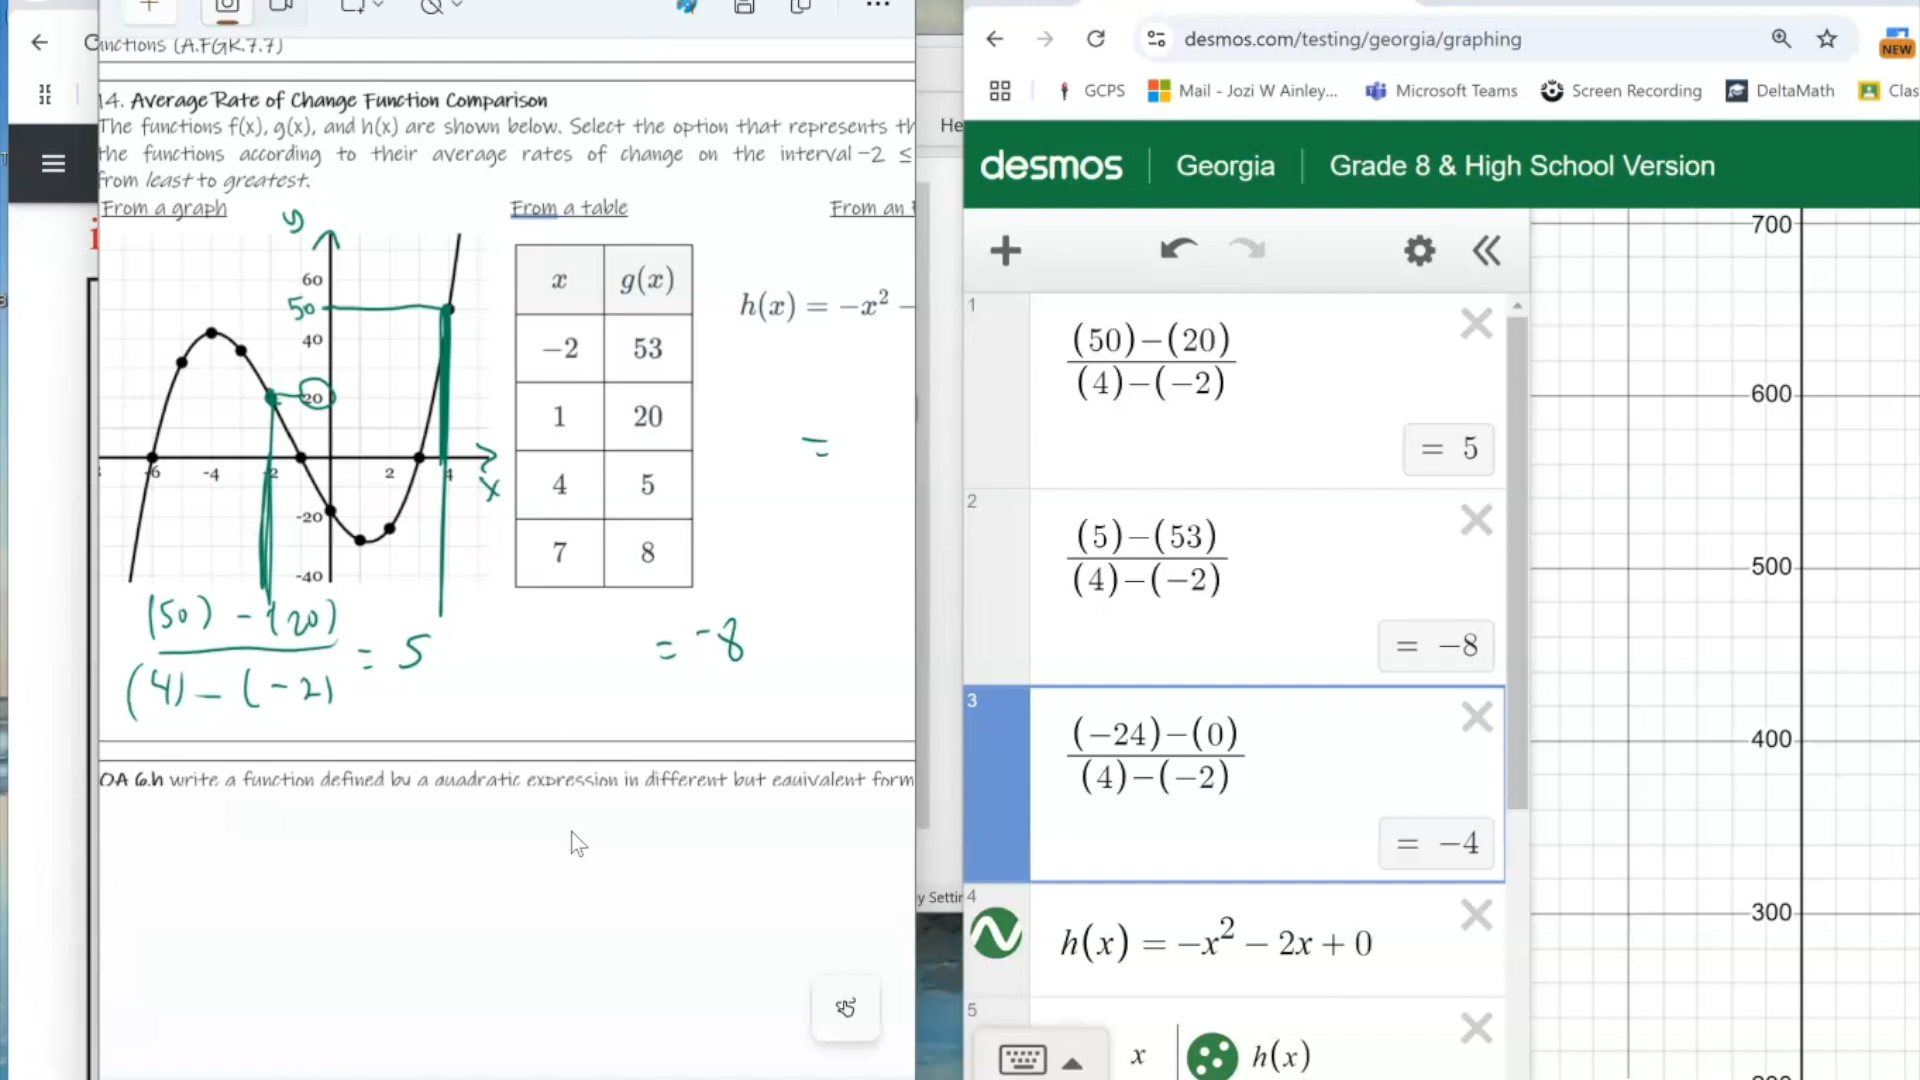 unctions (A.FGR.7.7)
14. Average Rate of Change Function Comparison
The functions f(x), g(x), and h(x) are shown below. Select the option that represents th
the functions according to their average rates of change on the interval -2 ≤
from least to greatest.
From a graph
From a table
From an
y
60
50
40
20
-6 -4 -2 2 4
x
-20
-40
x g(x)
-2 53
1 20
4 5
7 8
h(x) = -x² -
=
(50) - (20)
(4) - (-2)
= 5
= -8
OA 6.h write a function defined by a quadratic expression in different but equivalent form
He
y Settin
desmos.com/testing/georgia/graphing
NEW
GCPS
Mail - Jozi W Ainley...
Microsoft Teams
Screen Recording
DeltaMath
Clas
desmos
Georgia
Grade 8 & High School Version
1
(50)-(20)
(4)-(-2)
= 5
2
(5)-(53)
(4)-(-2)
= -8
3
(-24)-(0)
(4)-(-2)
= -4
4
h(x) = -x² - 2x + 0
5
x h(x)
700
600
500
400
300